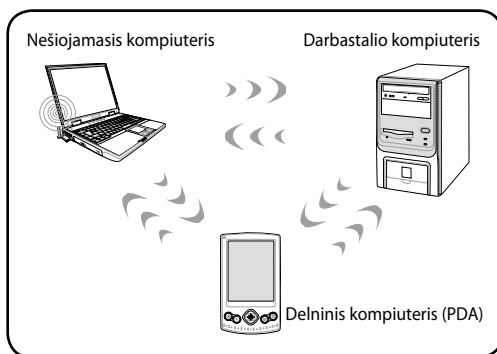 Nešiojamasis kompiuteris
Darbastalio kompiuteris
Delninis kompiuteris (PDA)